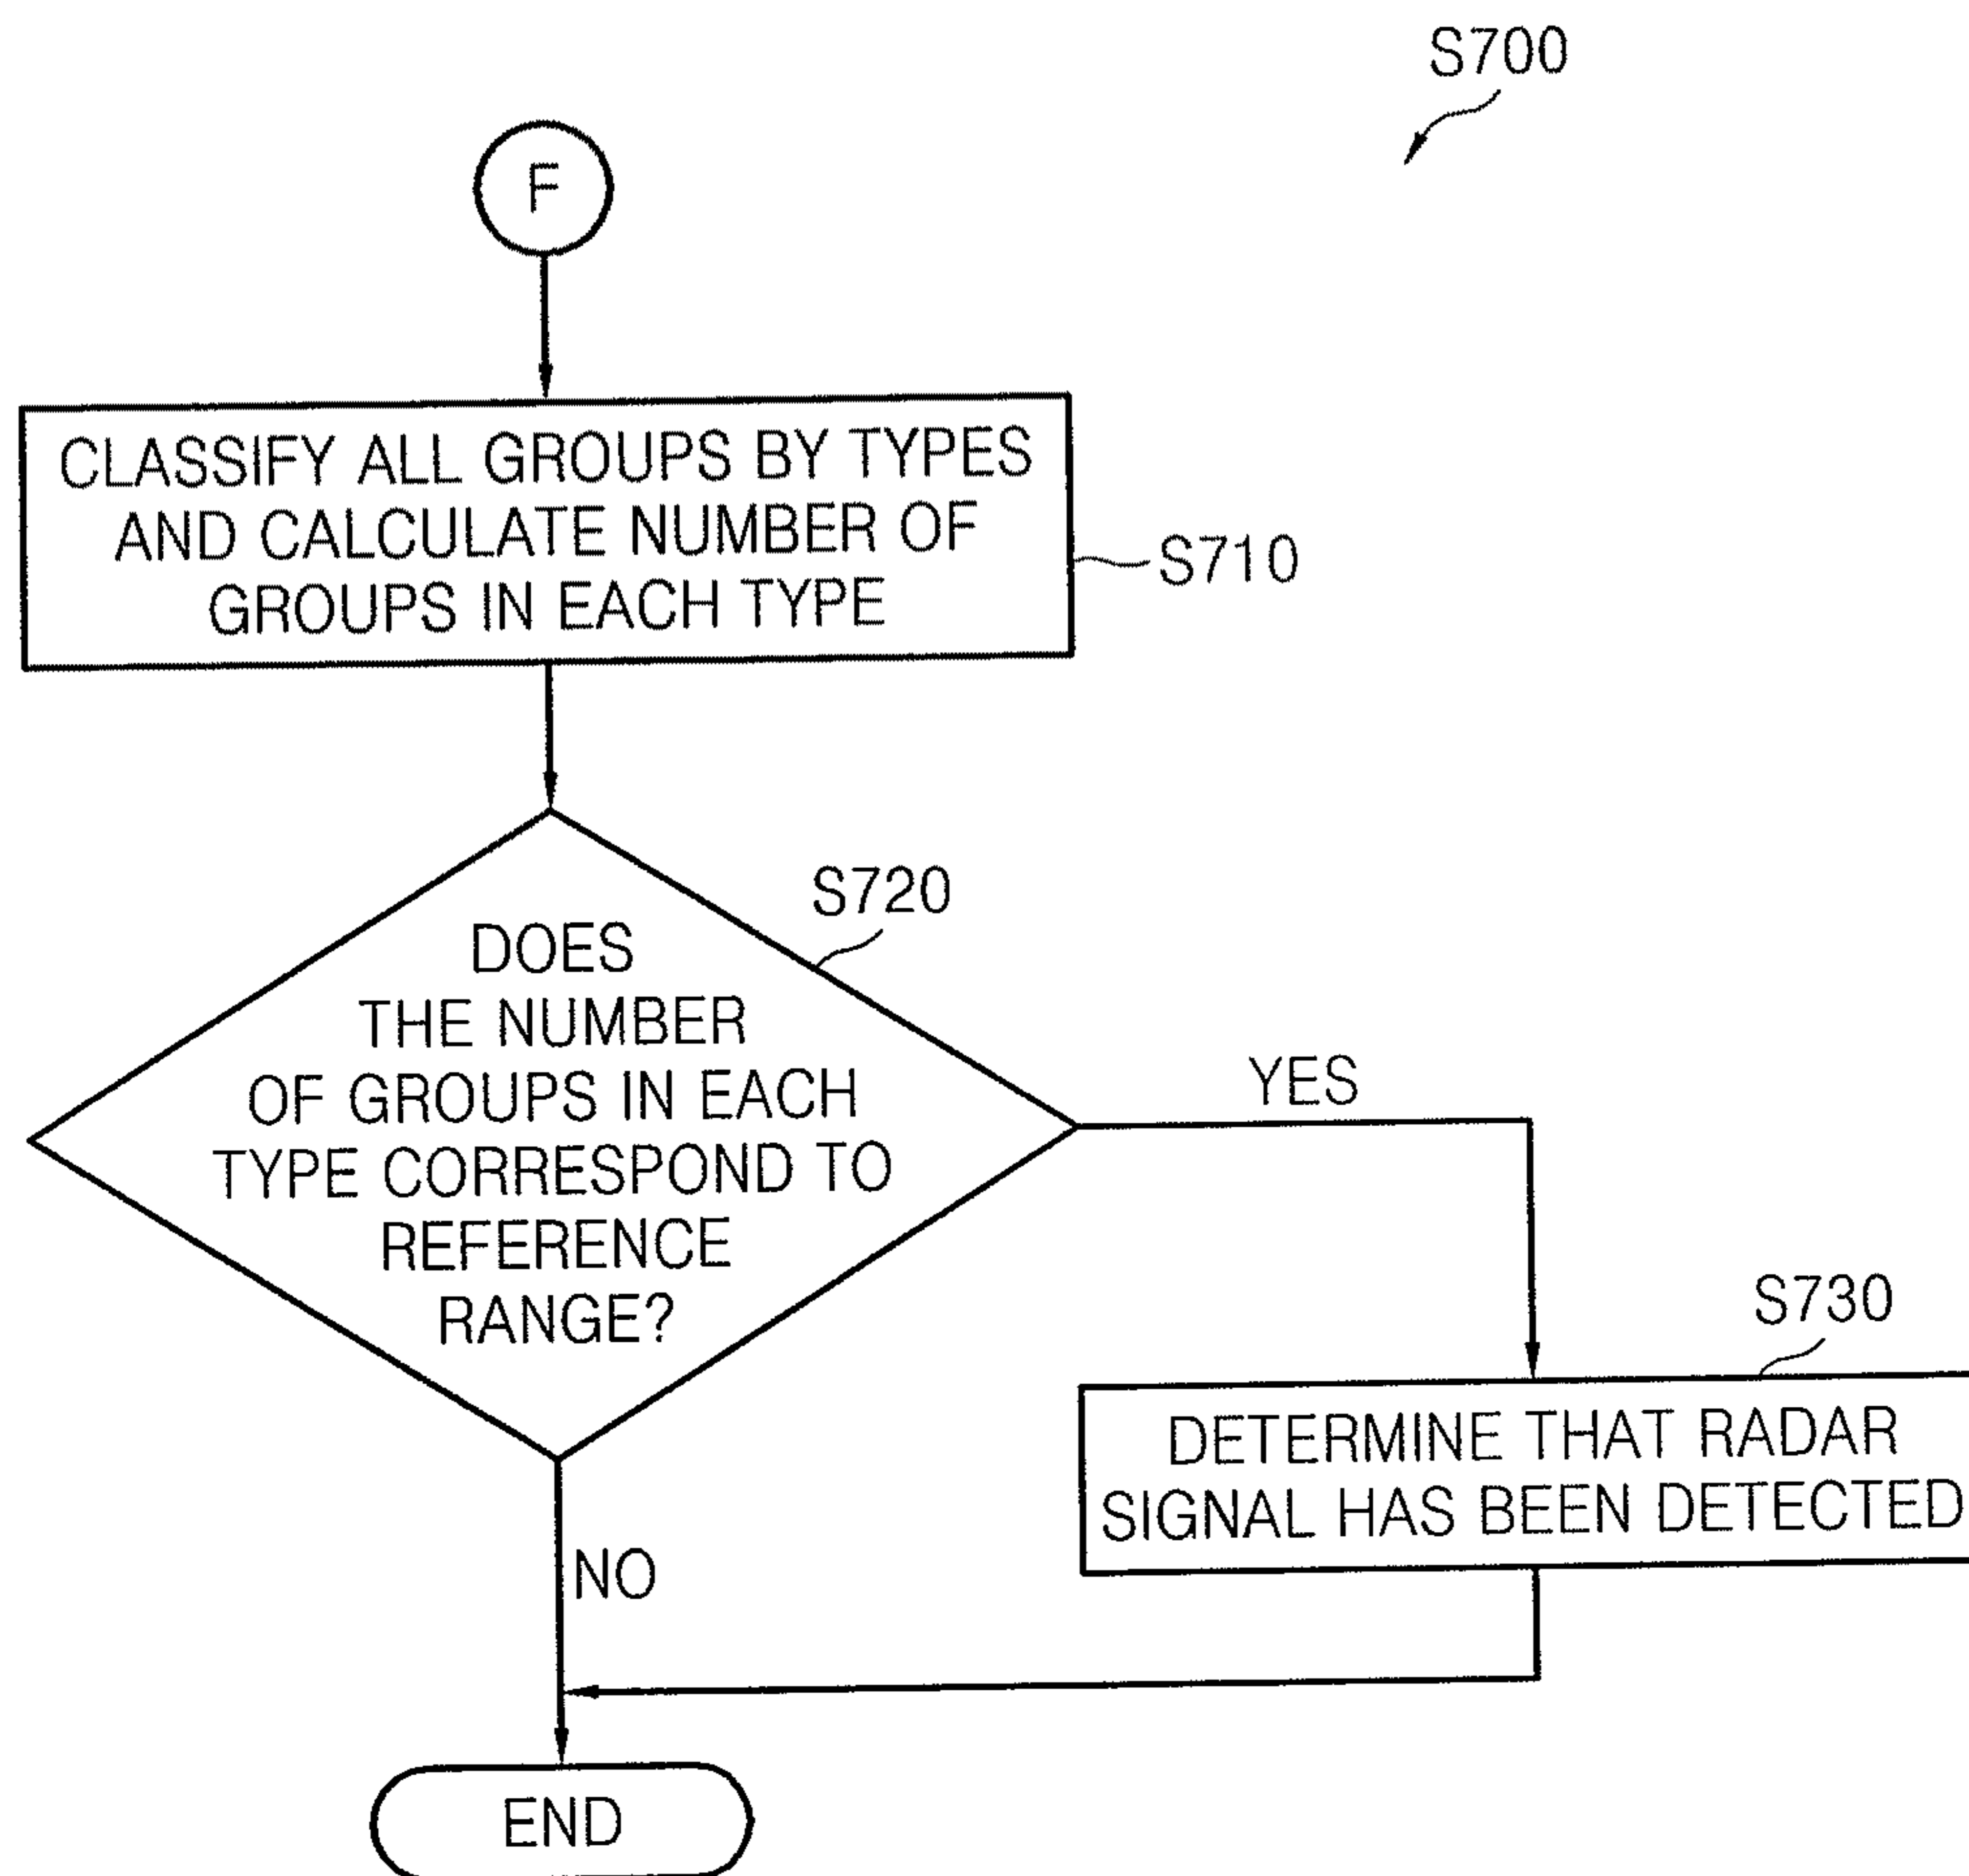 S700
F
CLASSIFY ALL GROUPS BY TYPES
AND CALCULATE NUMBER OF
GROUPS IN EACH TYPE
S710
S720
DOES
THE NUMBER
OF GROUPS IN EACH
TYPE CORRESPOND TO
REFERENCE
RANGE?
YES
S730
DETERMINE THAT RADAR
SIGNAL HAS BEEN DETECTED
NO
END